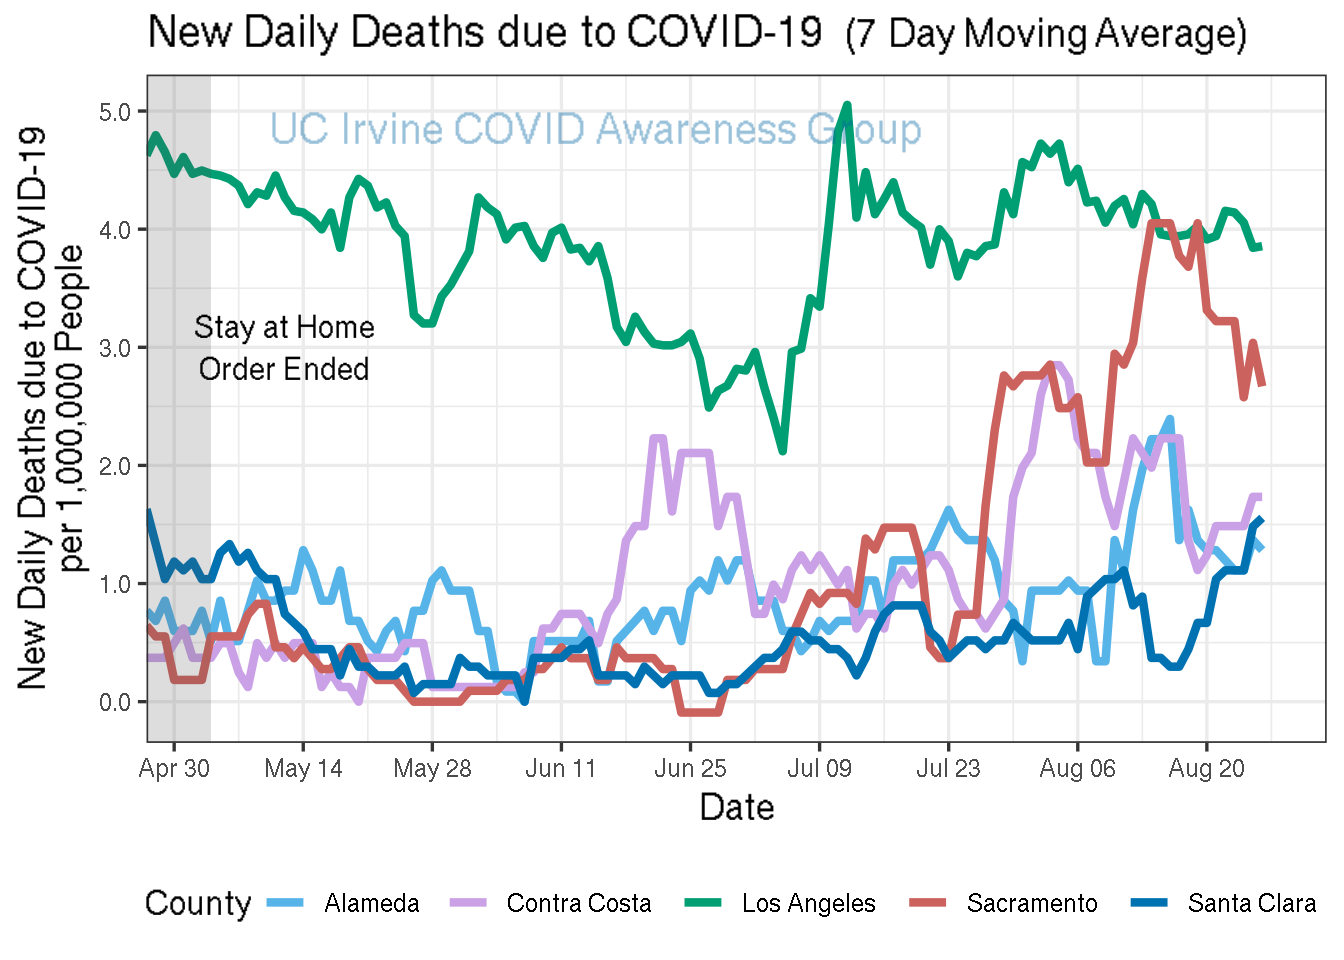 New Daily Deaths due to COVID-19 (7 Day Moving Average)
New Daily Deaths due to COVID-19
per 1,000,000 People
5.0
4.0
3.0
2.0
1.0
0.0
UC Irvine COVID Awareness Group
Stay at Home
Order Ended
Apr 30 May 14 May 28 Jun 11 Jun 25 Jul 09 Jul 23 Aug 06 Aug 20
Date
County Alameda Contra Costa Los Angeles Sacramento Santa Clara